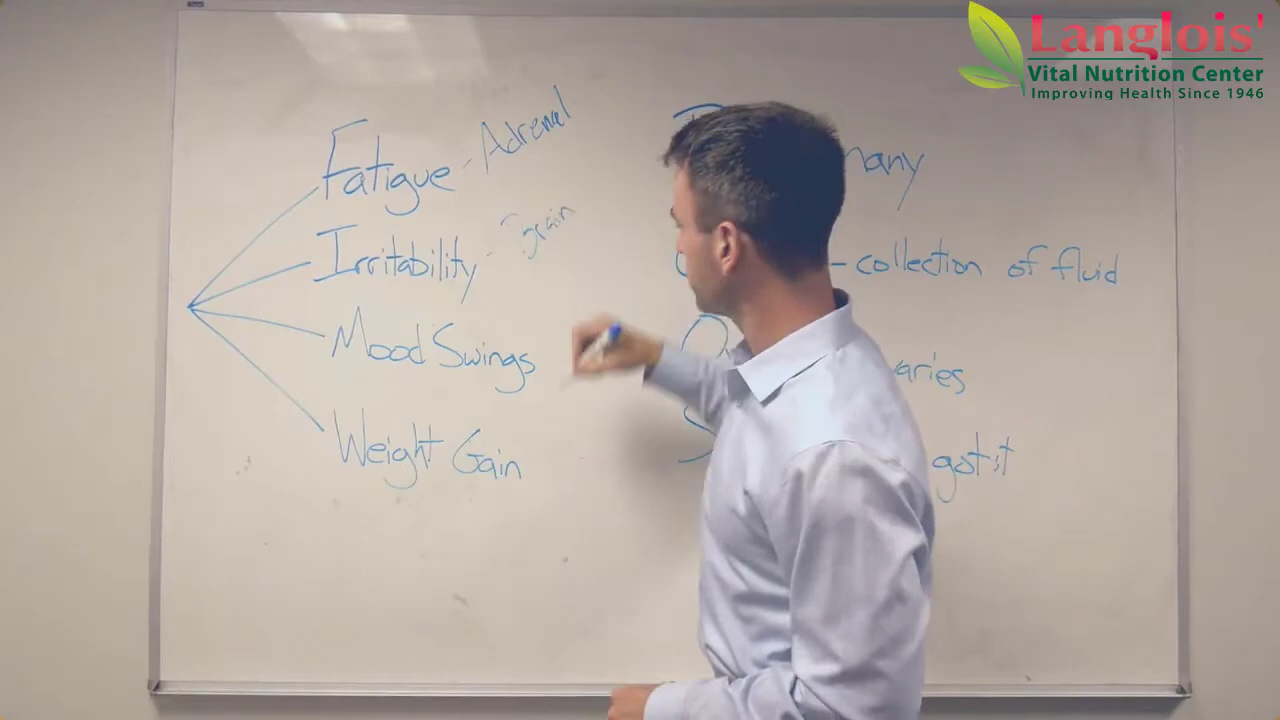 Langlois'
Vital Nutrition Center
Improving Health Since 1946
Fatigue - Adrenal
Irritability - Brain
Mood Swings
Weight Gain
many
- collection of fluid
varies
got it